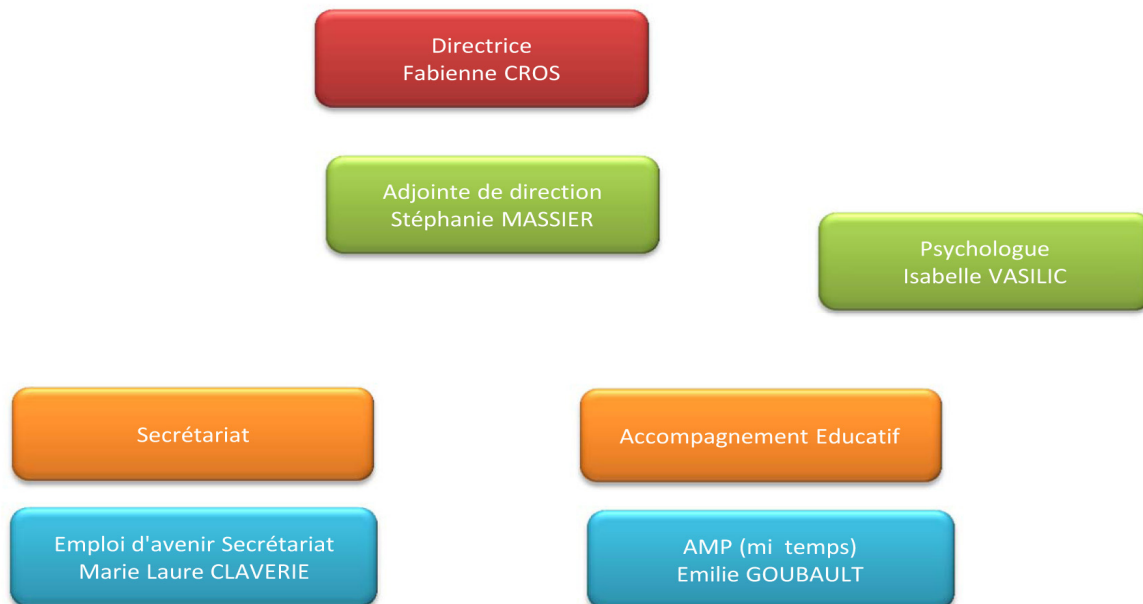 Directrice
Fabienne CROS
Adjointe de direction
Stéphanie MASSIER
Psychologue
Isabelle VASILIC
Secrétariat
Accompagnement Educatif
Emploi d'avenir Secrétariat
Marie Laure CLAVERIE
AMP (mi temps)
Emilie GOUBAULT